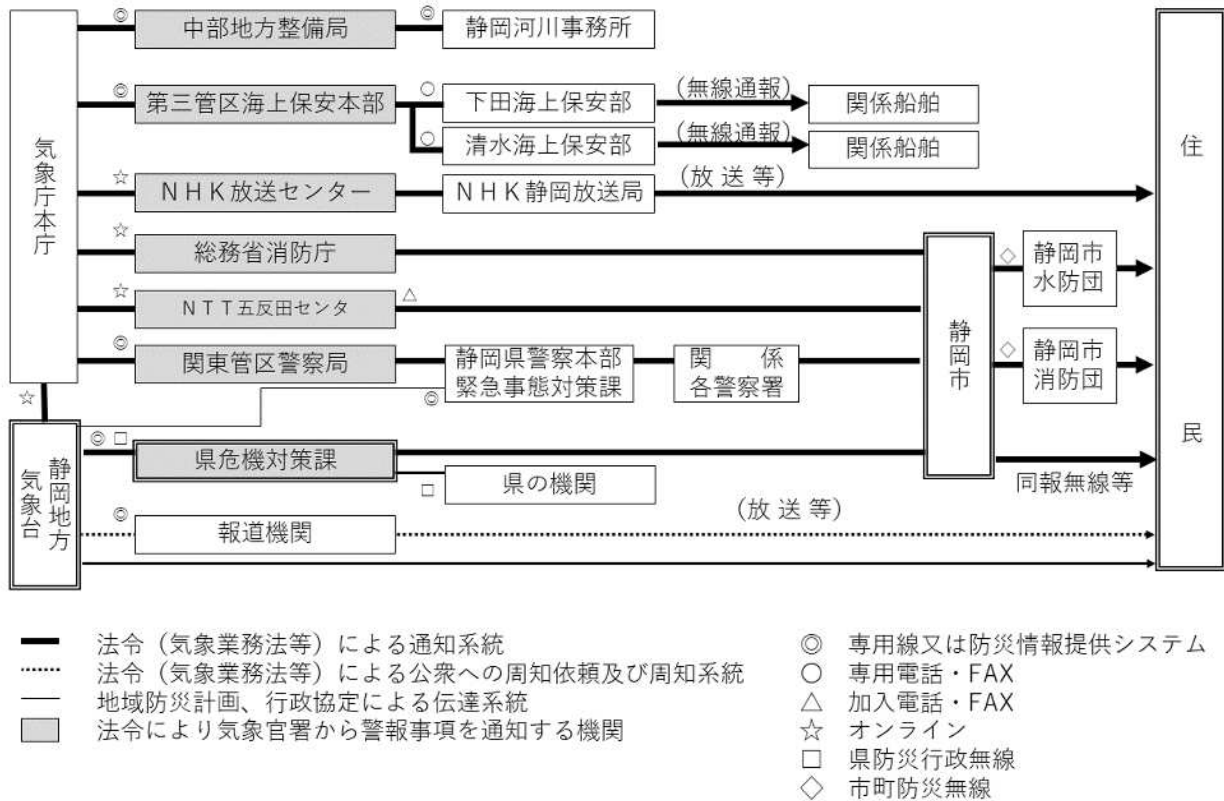 ◎ 中部地方整備局 ◎ 静岡河川事務所
気象庁本庁
◎ 第三管区海上保安本部 ○ 下田海上保安部 (無線通報) 関係船舶
○ 清水海上保安部 (無線通報) 関係船舶
☆ NHK放送センター NHK静岡放送局 (放送等)
住民
☆ 総務省消防庁
静岡市
◇ 静岡市
水防団
☆ NTT五反田センタ △
◎ 関東管区警察局 静岡県警察本部
緊急事態対策課
関係
各警察署
◇ 静岡市
消防団
☆
◎
静岡地方
気象台
◎ □ 県危機対策課
同報無線等
□ 県の機関
◎ 報道機関 (放送等)
法令(気象業務法等)による通知系統
法令(気象業務法等)による公衆への周知依頼及び周知系統
地域防災計画、行政協定による伝達系統
法令により気象官署から警報事項を通知する機関
◎ 専用線又は防災情報提供システム
○ 専用電話・FAX
△ 加入電話・FAX
☆ オンライン
□ 県防災行政無線
◇ 市町防災無線